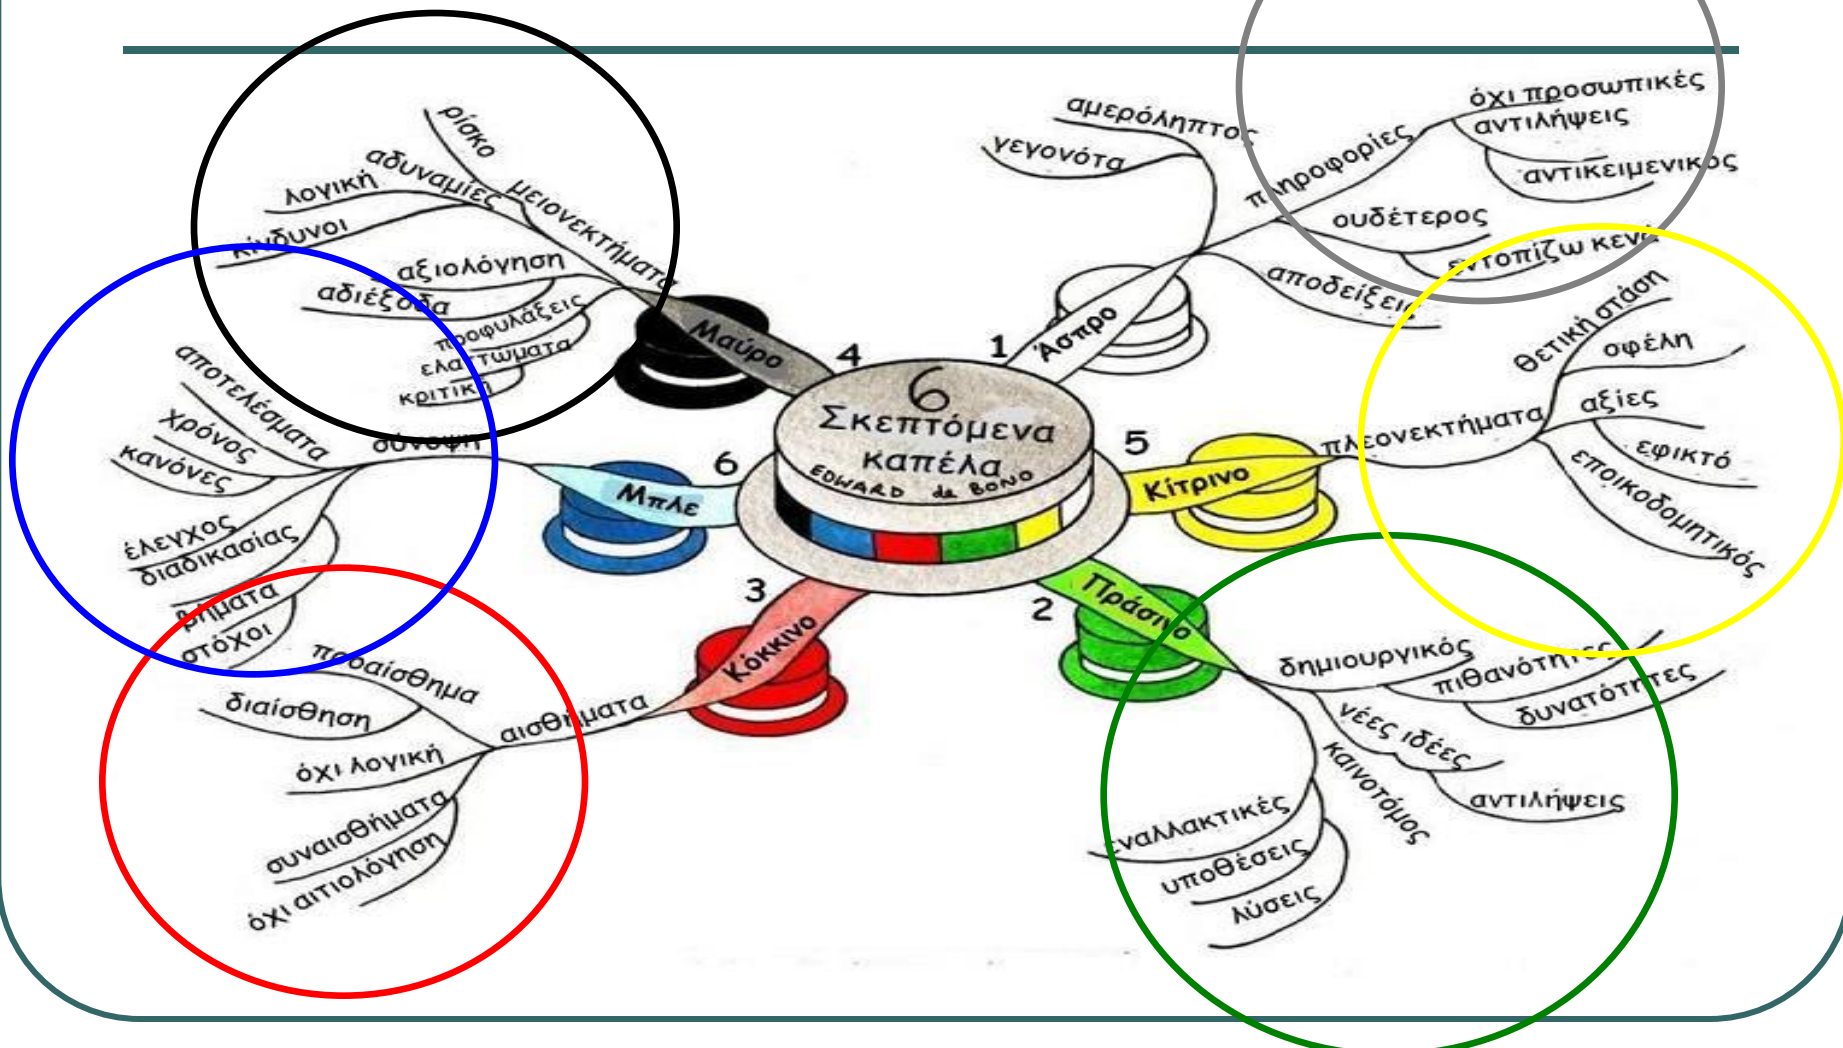 6
Σκεπτόμενα
καπέλα
EDWARD de BONO
1
Άσπρο
αμερόληπτος
γεγονότα
πληροφορίες
όχι προσωπικές
αντιλήψεις
αντικειμενικός
ουδέτερος
εντοπίζω κενά
αποδείξεις
5
Κίτρινο
πλεονεκτήματα
θετική στάση
οφέλη
αξίες
εφικτό
εποικοδομητικός
2
Πράσινο
δημιουργικός
πιθανότητες
δυνατότητες
νέες ιδέες
αντιλήψεις
καινοτόμος
εναλλακτικές
υποθέσεις
λύσεις
3
Κόκκινο
αισθήματα
προαίσθημα
διαίσθηση
όχι λογική
συναισθήματα
όχι αιτιολόγηση
6
Μπλε
σύνοψη
αποτελέσματα
χρόνος
κανόνες
έλεγχος
διαδικασίας
βήματα
στόχοι
4
Μαύρο
μειονεκτήματα
ρίσκο
αδυναμίες
λογική
κίνδυνοι
αξιολόγηση
αδιέξοδα
προφυλάξεις
ελαττώματα
κριτική